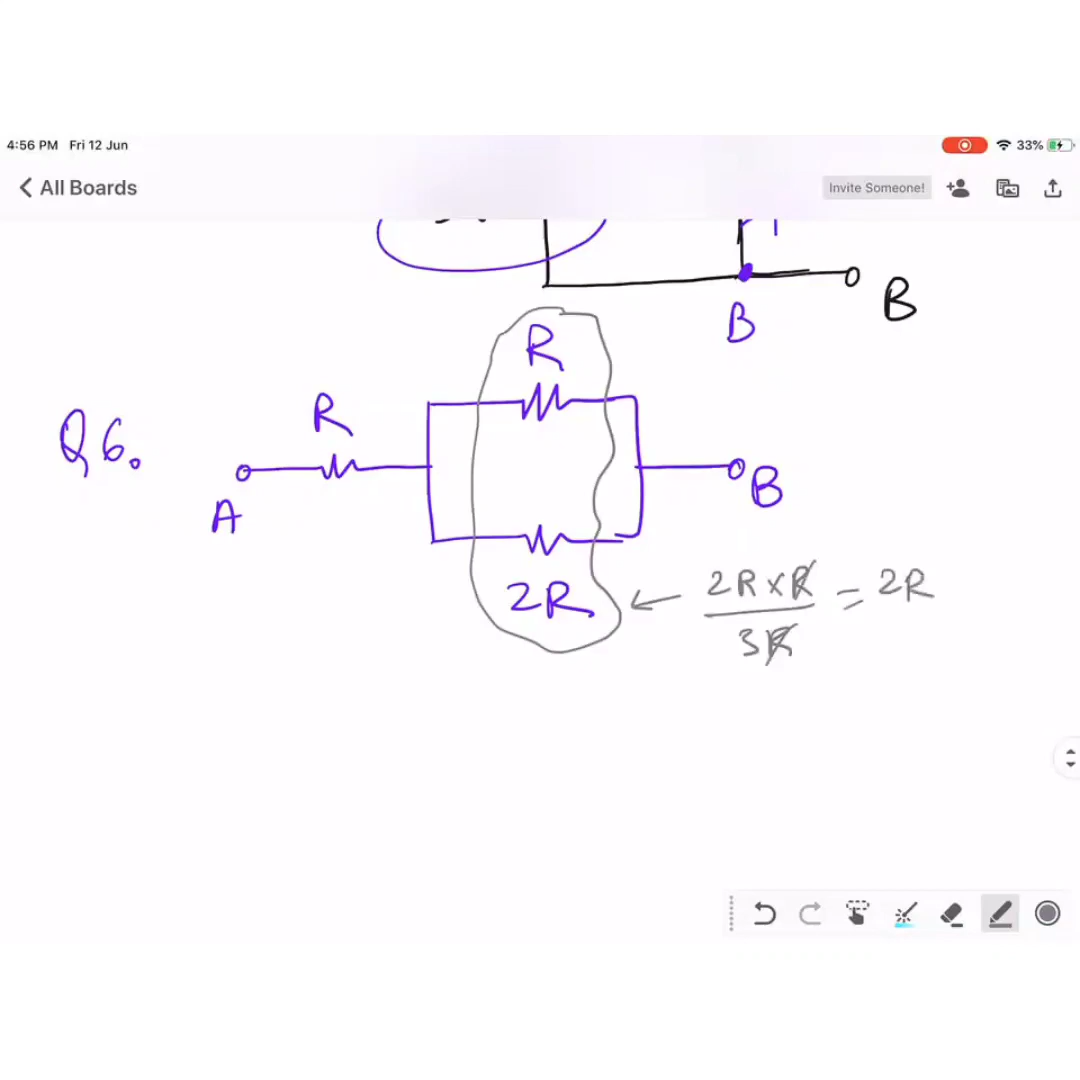 4:56 PM Fri 12 Jun
33%
All Boards
Invite Someone!
B
B
R
R
Q6.
A
B
2R
2R×R
3R
= 2R